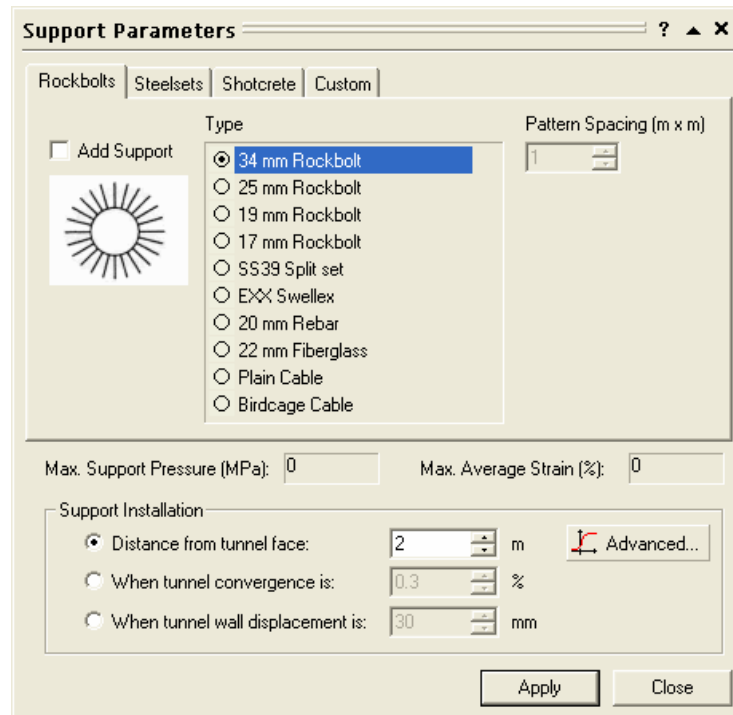 Support Parameters ? ▲ ×
Rockbolts Steelsets Shotcrete Custom
Type Pattern Spacing (m x m)
Add Support
1
34 mm Rockbolt
25 mm Rockbolt
19 mm Rockbolt
17 mm Rockbolt
SS39 Split set
EXX Swellex
20 mm Rebar
22 mm Fiberglass
Plain Cable
Birdcage Cable
Max. Support Pressure (MPa): 0 Max. Average Strain (%): 0
Support Installation
Distance from tunnel face: 2 m Advanced...
When tunnel convergence is: 0.3 %
When tunnel wall displacement is: 30 mm
Apply Close